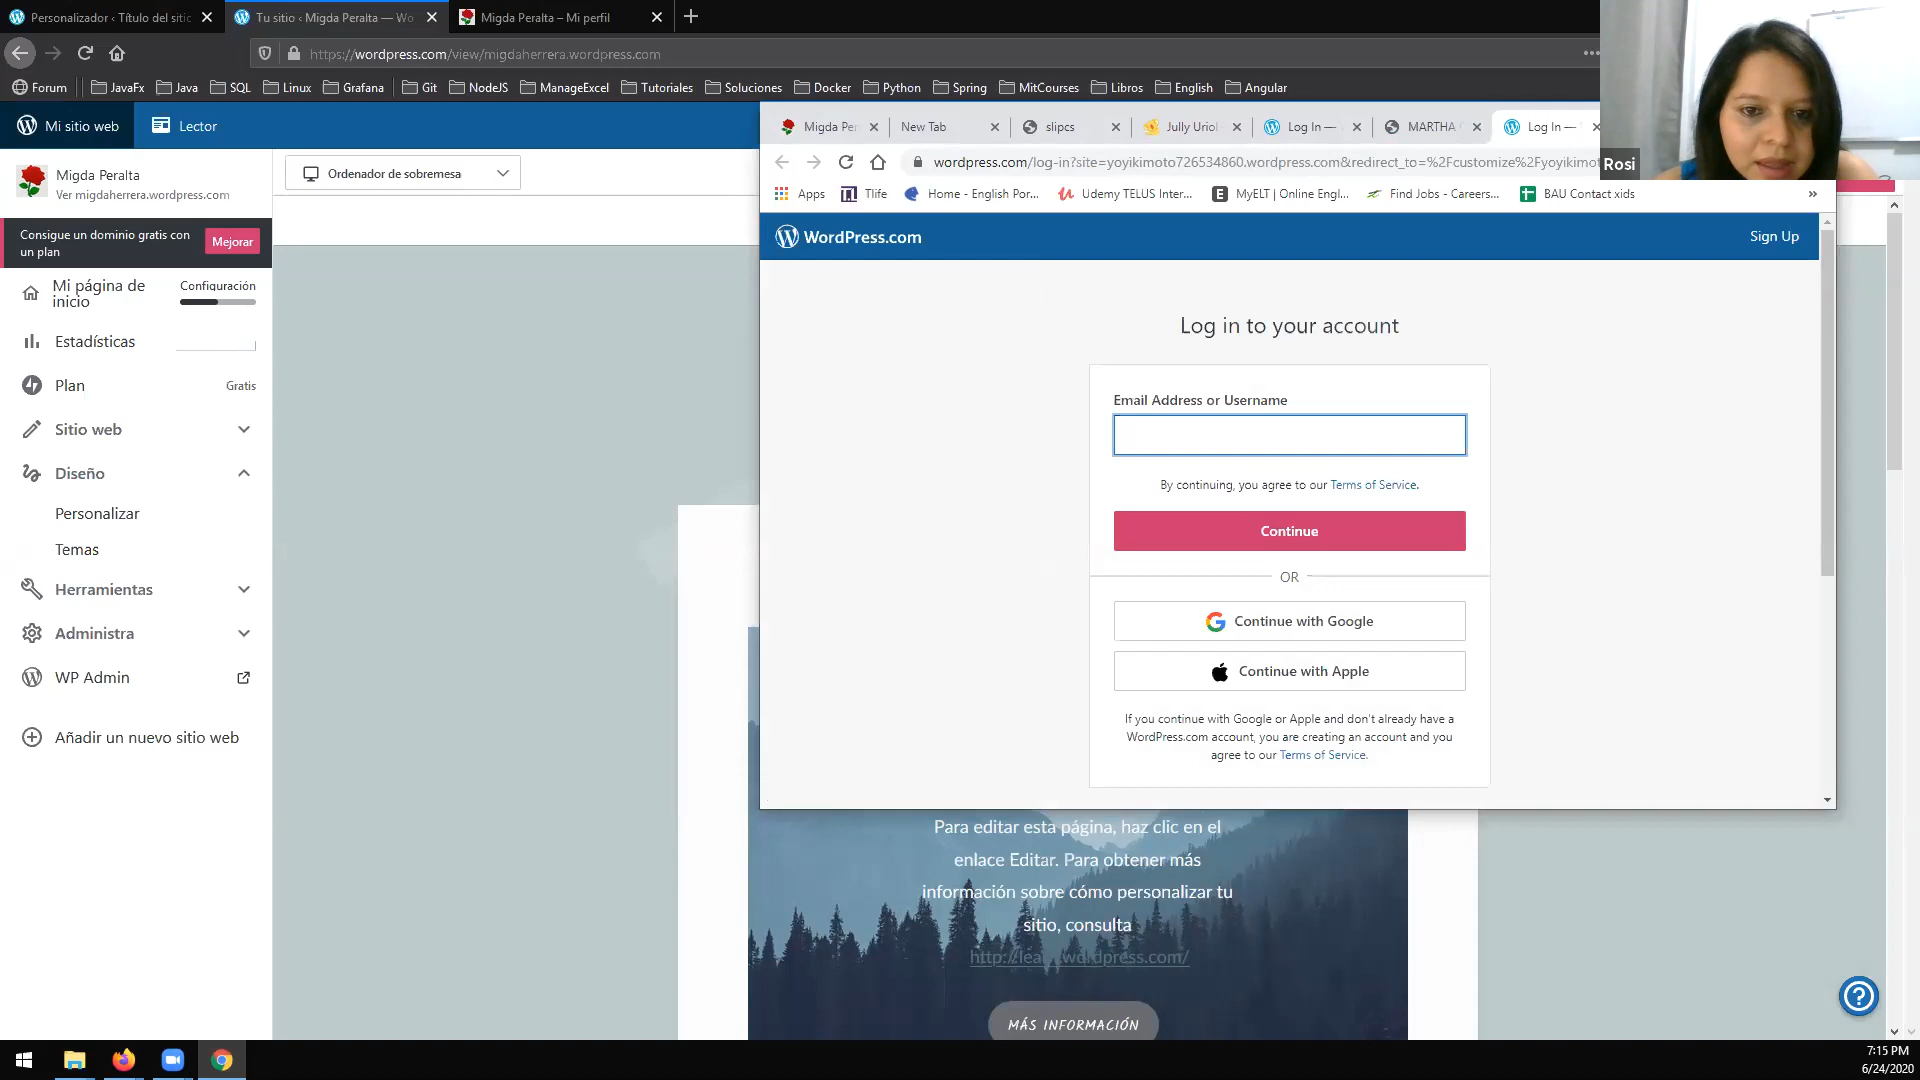 Personalizador ‹ Título del sitio
Tu sitio ‹ Migda Peralta — Wo
Migda Peralta – Mi perfil
https://wordpress.com/view/migdaherrera.wordpress.com
Forum
JavaFx
Java
SQL
Linux
Grafana
Git
NodeJS
ManageExcel
Tutoriales
Soluciones
Docker
Python
Spring
MitCourses
Libros
English
Angular
Mi sitio web
Lector
Migda Peralta
Ver migdaherrera.wordpress.com
Consigue un dominio gratis con
un plan
Mejorar
Mi página de
inicio
Configuración
Estadísticas
Plan
Gratis
Sitio web
Diseño
Personalizar
Temas
Herramientas
Administra
WP Admin
Añadir un nuevo sitio web
Ordenador de sobremesa
Migda Per
New Tab
slipcs
Jully Uriol
Log In —
MARTHA
Log In —
wordpress.com/log-in?site=yoyikimoto726534860.wordpress.com&redirect_to=%2Fcustomize%2Fyoyikimo
Rosi
Apps
Tlife
Home - English Por...
Udemy TELUS Inter...
MyELT | Online Engl...
Find Jobs - Careers...
BAU Contact xids
»
WordPress.com
Sign Up
Log in to your account
Email Address or Username
By continuing, you agree to our Terms of Service.
Continue
OR
Continue with Google
Continue with Apple
If you continue with Google or Apple and don't already have a
WordPress.com account, you are creating an account and you
agree to our Terms of Service.
Para editar esta página, haz clic en el
enlace Editar. Para obtener más
información sobre cómo personalizar tu
sitio, consulta
http://learn.wordpress.com/
MÁS INFORMACIÓN
7:15 PM
6/24/2020